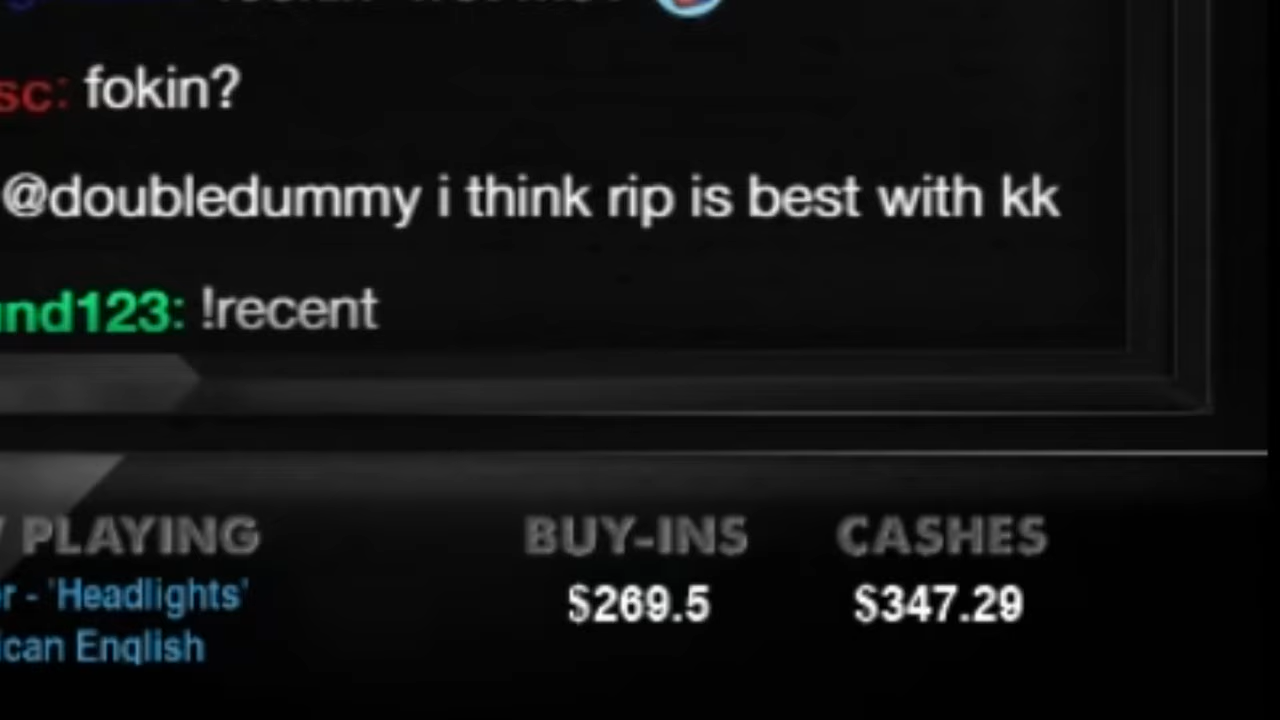 sc: fokin?
@doubledummy i think rip is best with kk
und123: !recent
PLAYING BUY-INS CASHES
r - 'Headlights' $269.5 $347.29
ican English